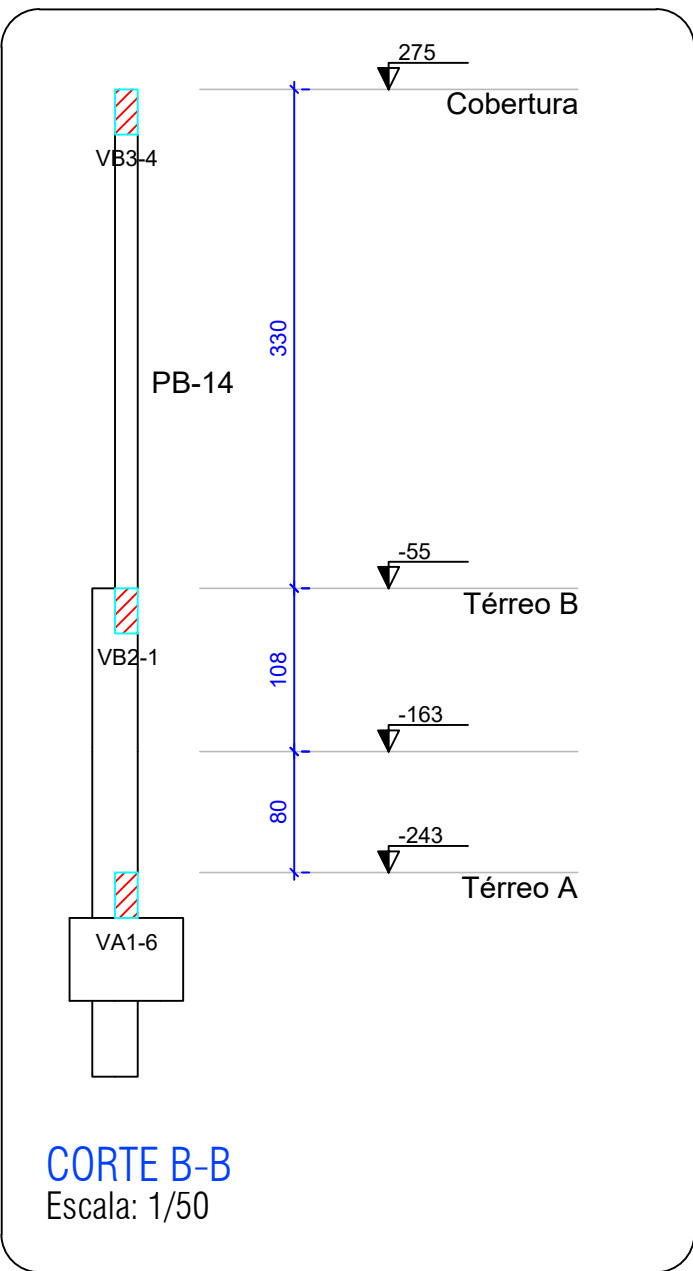 275
Cobertura
VB3-4
330
PB-14
-55
Térreo B
VB2-1
108
-163
80
-243
Térreo A
VA1-6
CORTE B-B
Escala: 1/50